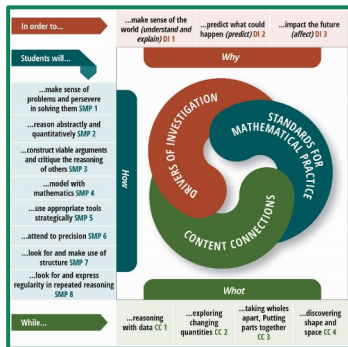 In order to...
...make sense of the
world (understand and
explain) DI 1
...predict what could
happen (predict) DI 2
...impact the future
(affect) DI 3
Students will...
Why
...make sense of
problems and persevere
in solving them SMP 1
...reason abstractly and
quantitatively SMP 2
...construct viable arguments
and critique the reasoning
of others SMP 3
...model with
mathematics SMP 4
...use appropriate tools
strategically SMP 5
...attend to precision SMP 6
...look for and make use of
structure SMP 7
...look for and express
regularity in repeated reasoning
SMP 8
How
DRIVERS OF INVESTIGATION
STANDARDS FOR
MATHEMATICAL PRACTICE
CONTENT CONNECTIONS
What
While...
...reasoning
with data CC 1
...exploring
changing
quantities CC 2
...taking wholes
apart, Putting
parts together
CC 3
...discovering
shape and
space CC 4